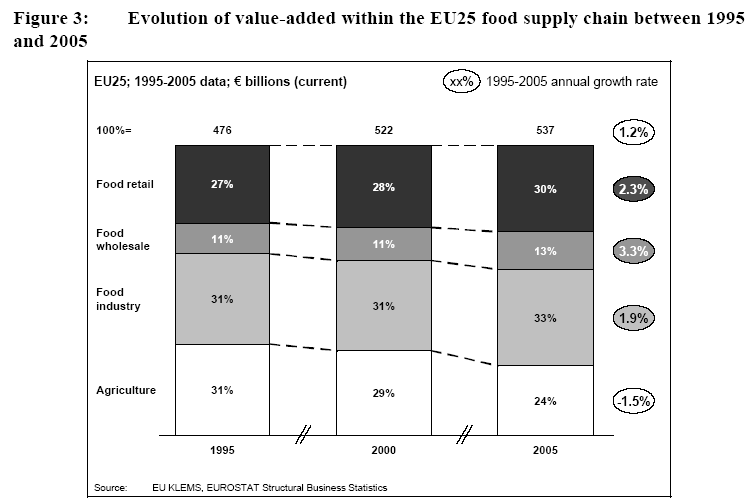 Figure 3: Evolution of value-added within the EU25 food supply chain between 1995
and 2005
EU25; 1995-2005 data; € billions (current) xx% 1995-2005 annual growth rate
100%= 476 522 537 1.2%
Food retail 27% 28% 30% 2.3%
Food
wholesale 11% 11% 13% 3.3%
Food
industry 31% 31% 33% 1.9%
Agriculture 31% 29% 24% -1.5%
1995 2000 2005
Source: EU KLEMS, EUROSTAT Structural Business Statistics